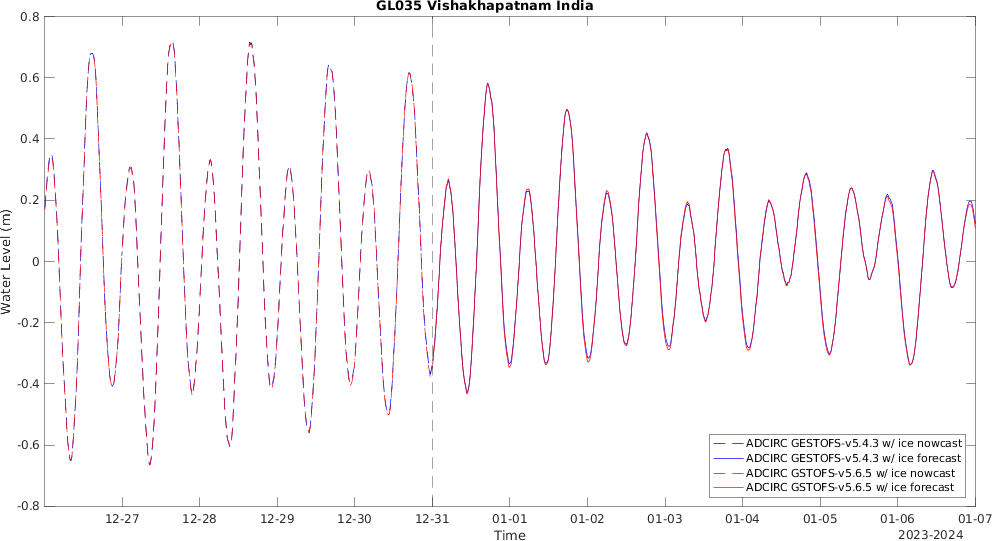 GL035 Vishakhapatnam India
0.8
0.6
0.4
0.2
0
-0.2
-0.4
-0.6
-0.8
Water Level (m)
ADCIRC GESTOFS-v5.4.3 w/ ice nowcast
ADCIRC GESTOFS-v5.4.3 w/ ice forecast
ADCIRC GSTOFS-v5.6.5 w/ ice nowcast
ADCIRC GSTOFS-v5.6.5 w/ ice forecast
12-27 12-28 12-29 12-30 12-31 01-01 01-02 01-03 01-04 01-05 01-06 01-07
Time
2023-2024